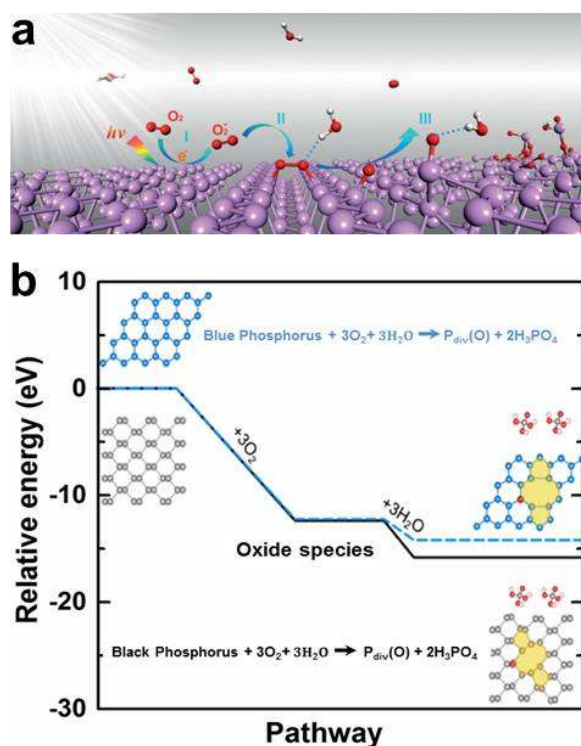 a
I II III
O₂ O₂⁻
hν e⁻
b
10
Blue Phosphorus + 3O₂+ 3H₂O → P_div(O) + 2H₃PO₄
0
+3O₂
-10
+3H₂O
Oxide species
-20
Black Phosphorus + 3O₂+ 3H₂O → P_div(O) + 2H₃PO₄
-30
Relative energy (eV)
Pathway